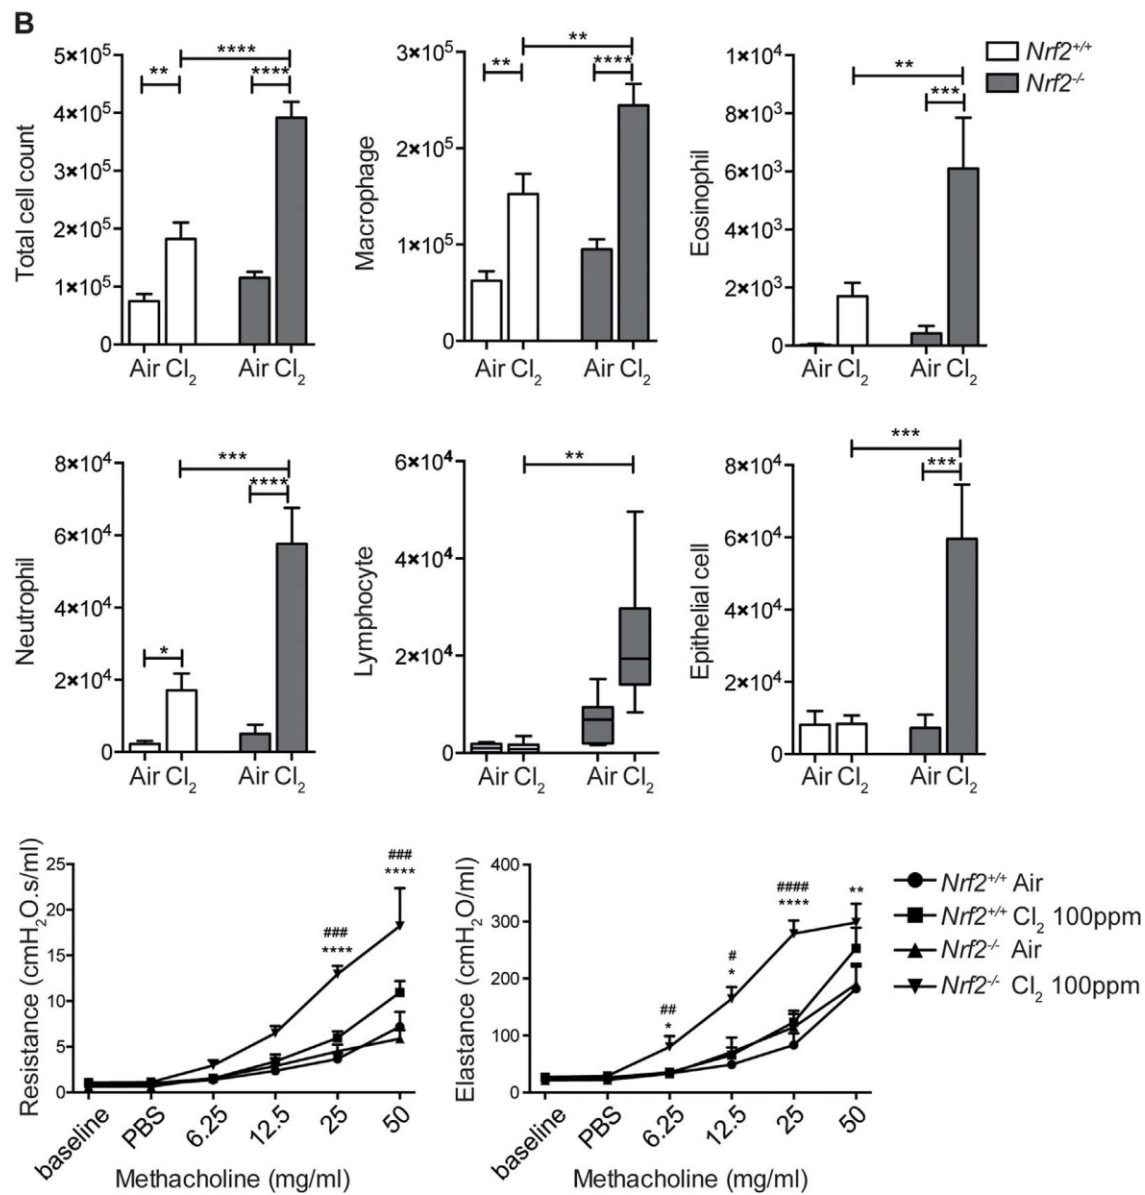 B
Total cell count
5×10⁵
4×10⁵
3×10⁵
2×10⁵
1×10⁵
0
**
****
****
Air Cl₂
Air Cl₂
Macrophage
3×10⁵
2×10⁵
1×10⁵
0
**
**
****
Air Cl₂
Air Cl₂
Eosinophil
1×10⁴
8×10³
6×10³
4×10³
2×10³
0
**
***
Air Cl₂
Air Cl₂
Nrf2⁺/⁺
Nrf2⁻/⁻
Neutrophil
8×10⁴
6×10⁴
4×10⁴
2×10⁴
0
*
***
****
Air Cl₂
Air Cl₂
Lymphocyte
6×10⁴
4×10⁴
2×10⁴
0
**
Air Cl₂
Air Cl₂
Epithelial cell
8×10⁴
6×10⁴
4×10⁴
2×10⁴
0
***
***
Air Cl₂
Air Cl₂
Resistance (cmH₂O.s/ml)
25
20
15
10
5
0
###
****
###
****
baseline
PBS
6.25
12.5
25
50
Methacholine (mg/ml)
Elastance (cmH₂O/ml)
400
300
200
100
0
##
*
#
*
####
****
**
baseline
PBS
6.25
12.5
25
50
Methacholine (mg/ml)
Nrf2⁺/⁺ Air
Nrf2⁺/⁺ Cl₂ 100ppm
Nrf2⁻/⁻ Air
Nrf2⁻/⁻ Cl₂ 100ppm